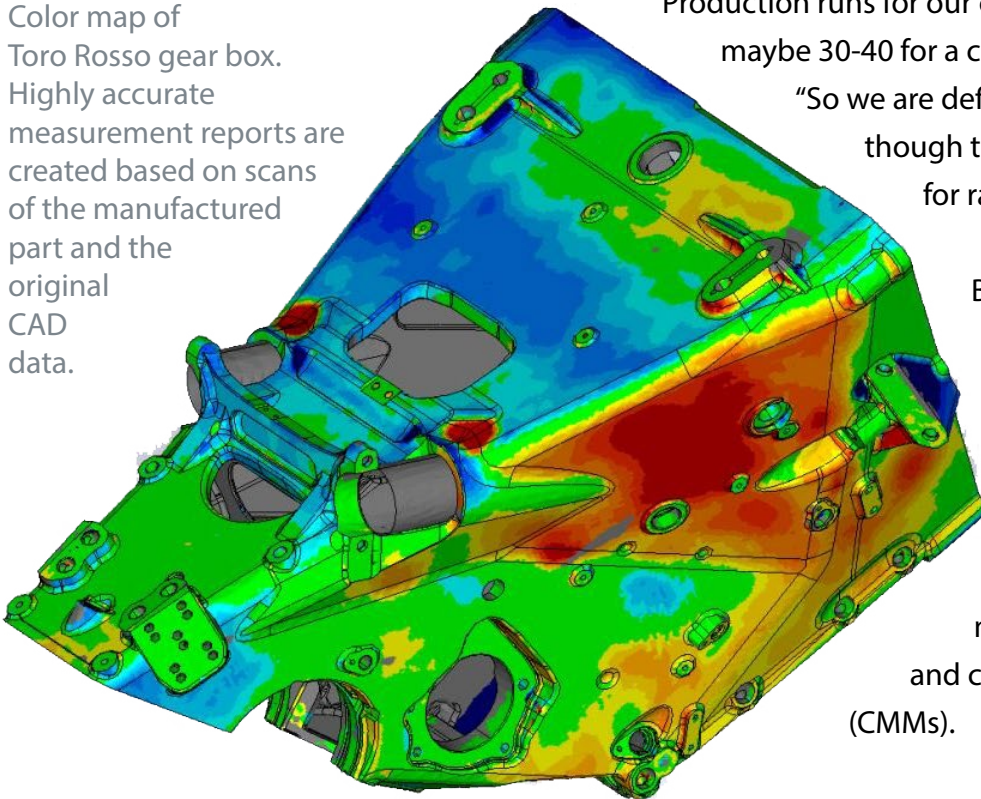 Color map of
Toro Rosso gear box.
Highly accurate
measurement reports are
created based on scans
of the manufactured
part and the
original
CAD
data.
Production runs for our
maybe 30-40 for a
“So we are
though
for
and
(CMMs).